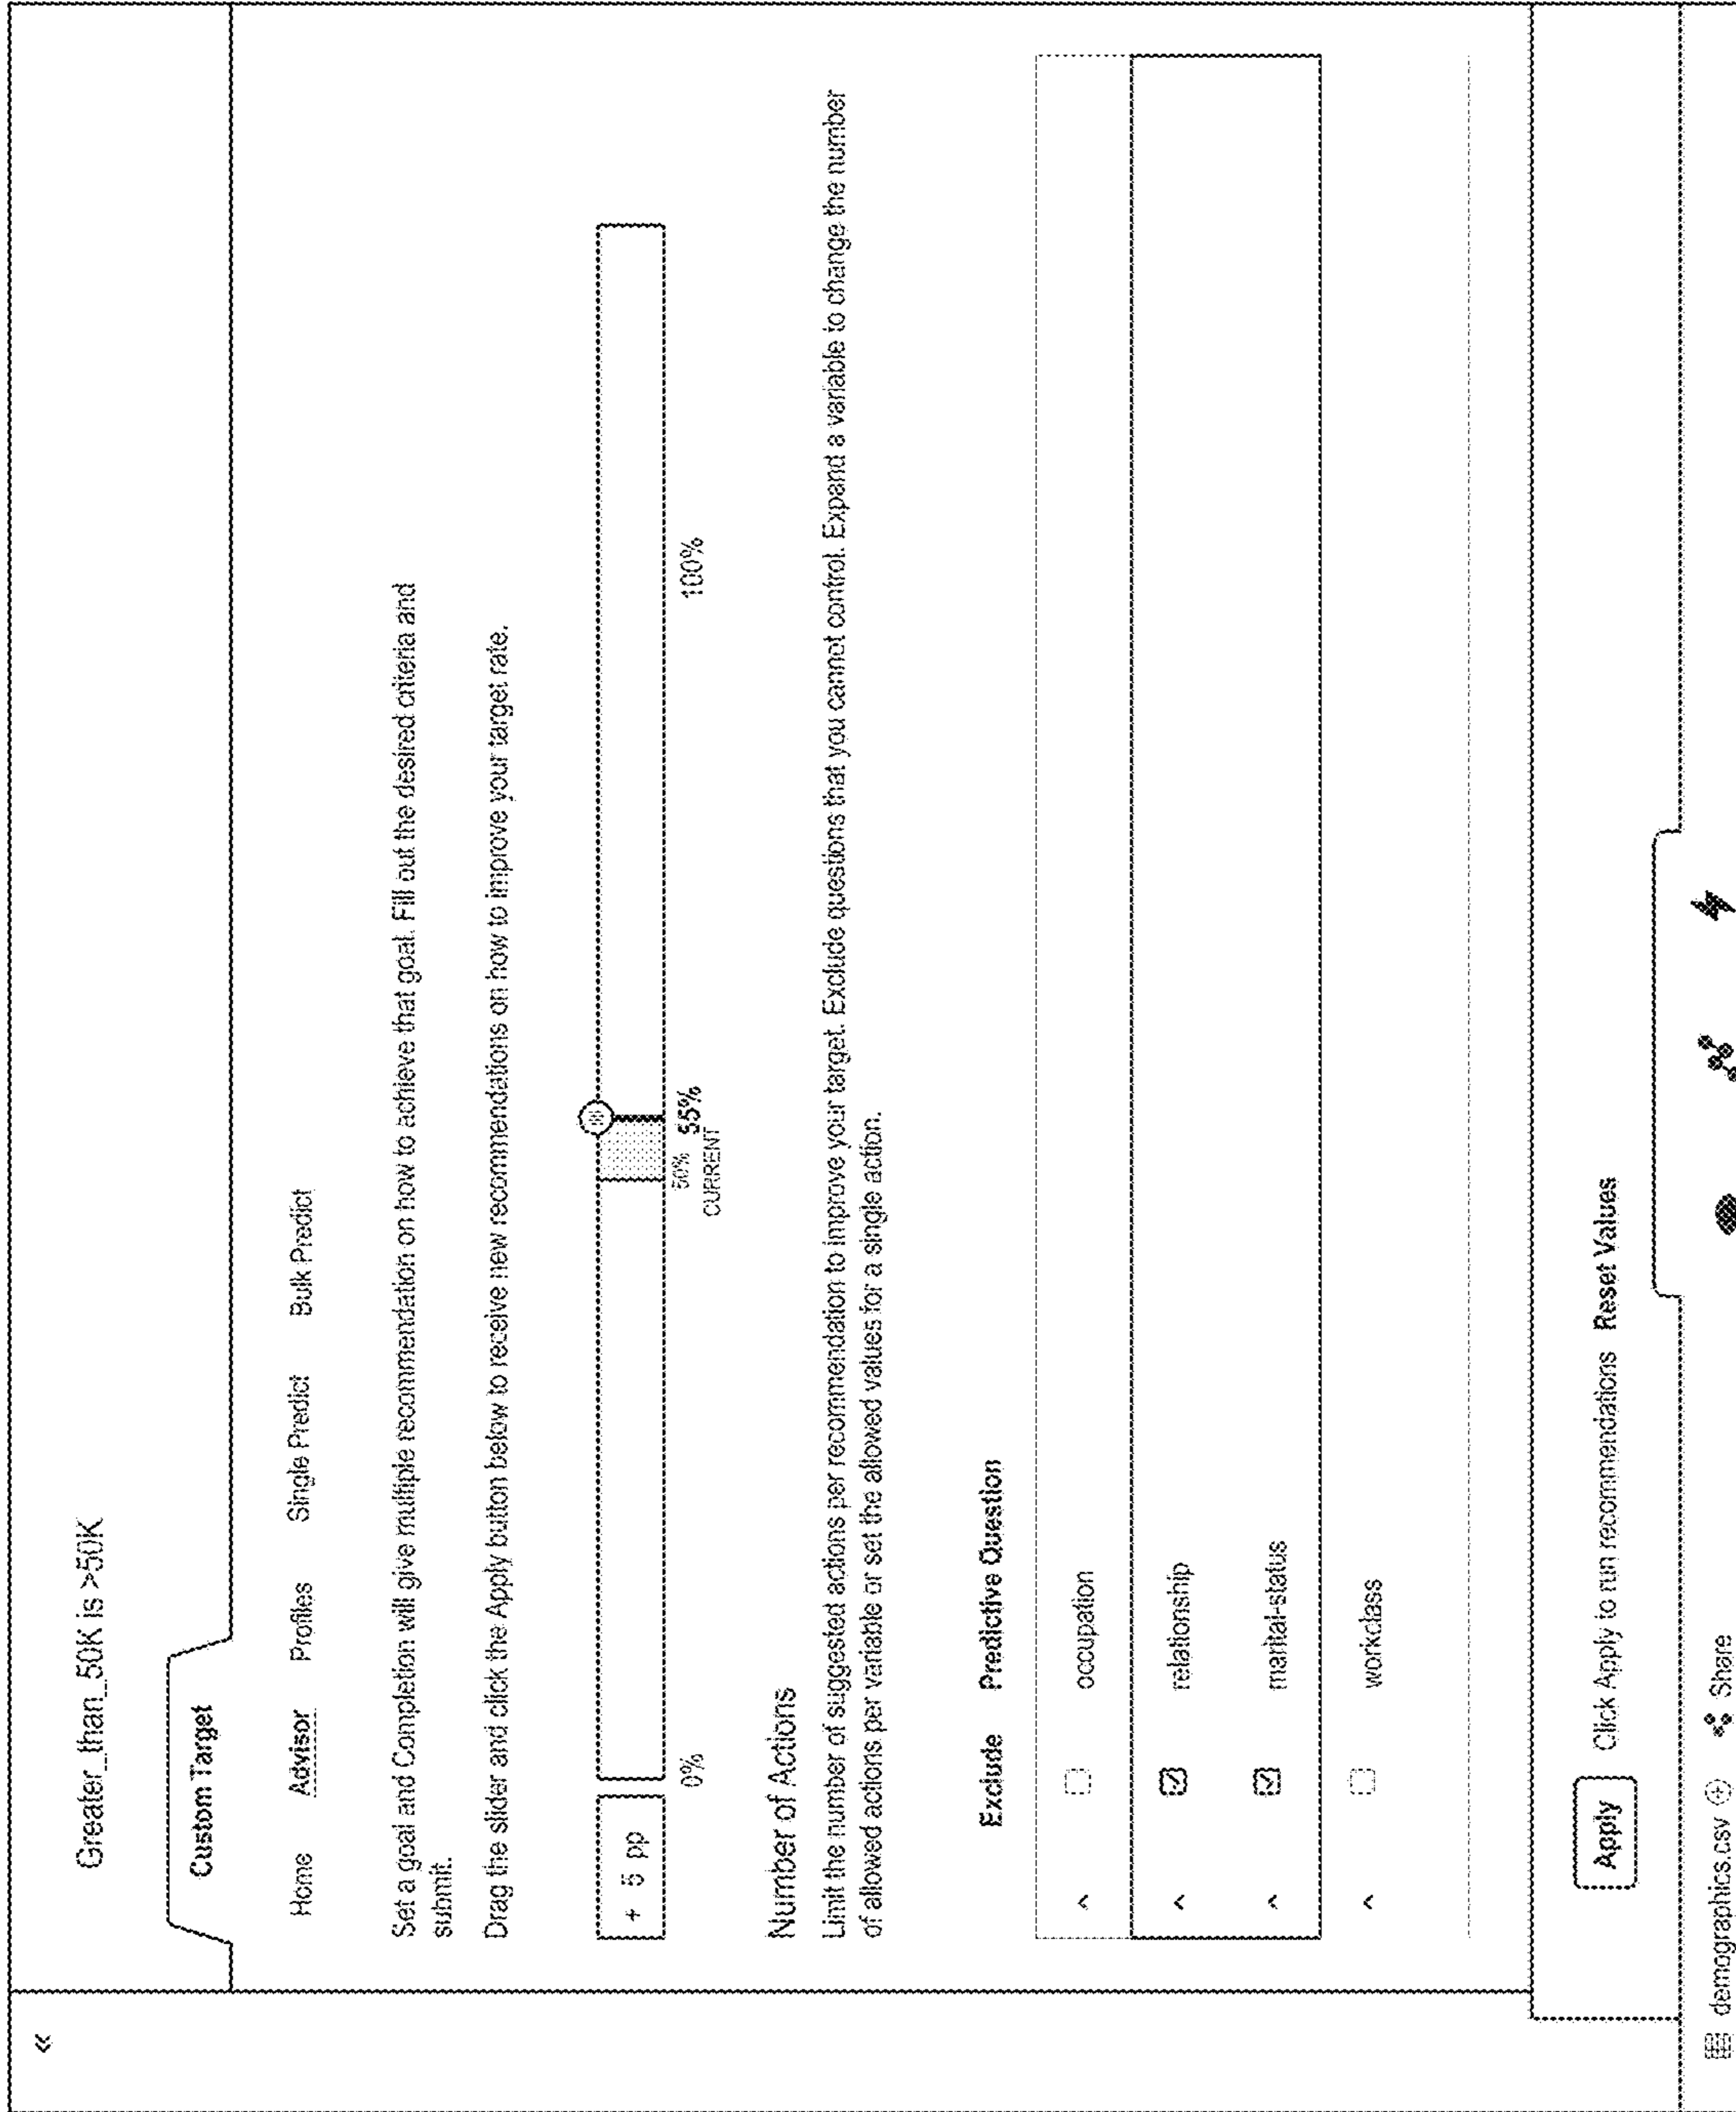 «
Greater_than_50K is >50K
Custom Target
Home Advisor Profiles Single Predict Bulk Predict
Set a goal and Completion will give multiple recommendation on how to achieve that goal. Fill out the desired criteria and
submit.
Drag the slider and click the Apply button below to receive new recommendations on how to improve your target rate.
+ 5 pp
0% 50% 55% 100%
CURRENT
Number of Actions
Limit the number of suggested actions per recommendation to improve your target. Exclude questions that you cannot control. Expand a variable to change the number
of allowed actions per variable or set the allowed values for a single action.
Exclude Predictive Question
occupation
relationship
marital-status
workclass
Apply Click Apply to run recommendations Reset Values
demographics.csv Share